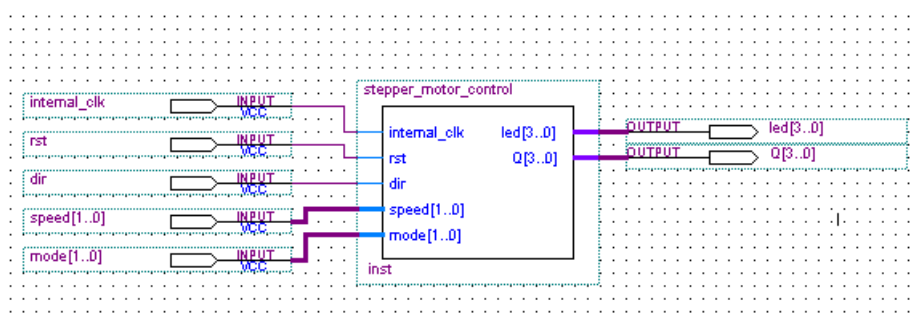 stepper_motor_control
internal_clk INPUT
VCC
rst INPUT
VCC
dir INPUT
VCC
speed[1..0] INPUT
VCC
mode[1..0] INPUT
VCC
internal_clk led[3..0]
rst Q[3..0]
dir
speed[1..0]
mode[1..0]
inst
OUTPUT led[3..0]
OUTPUT Q[3..0]